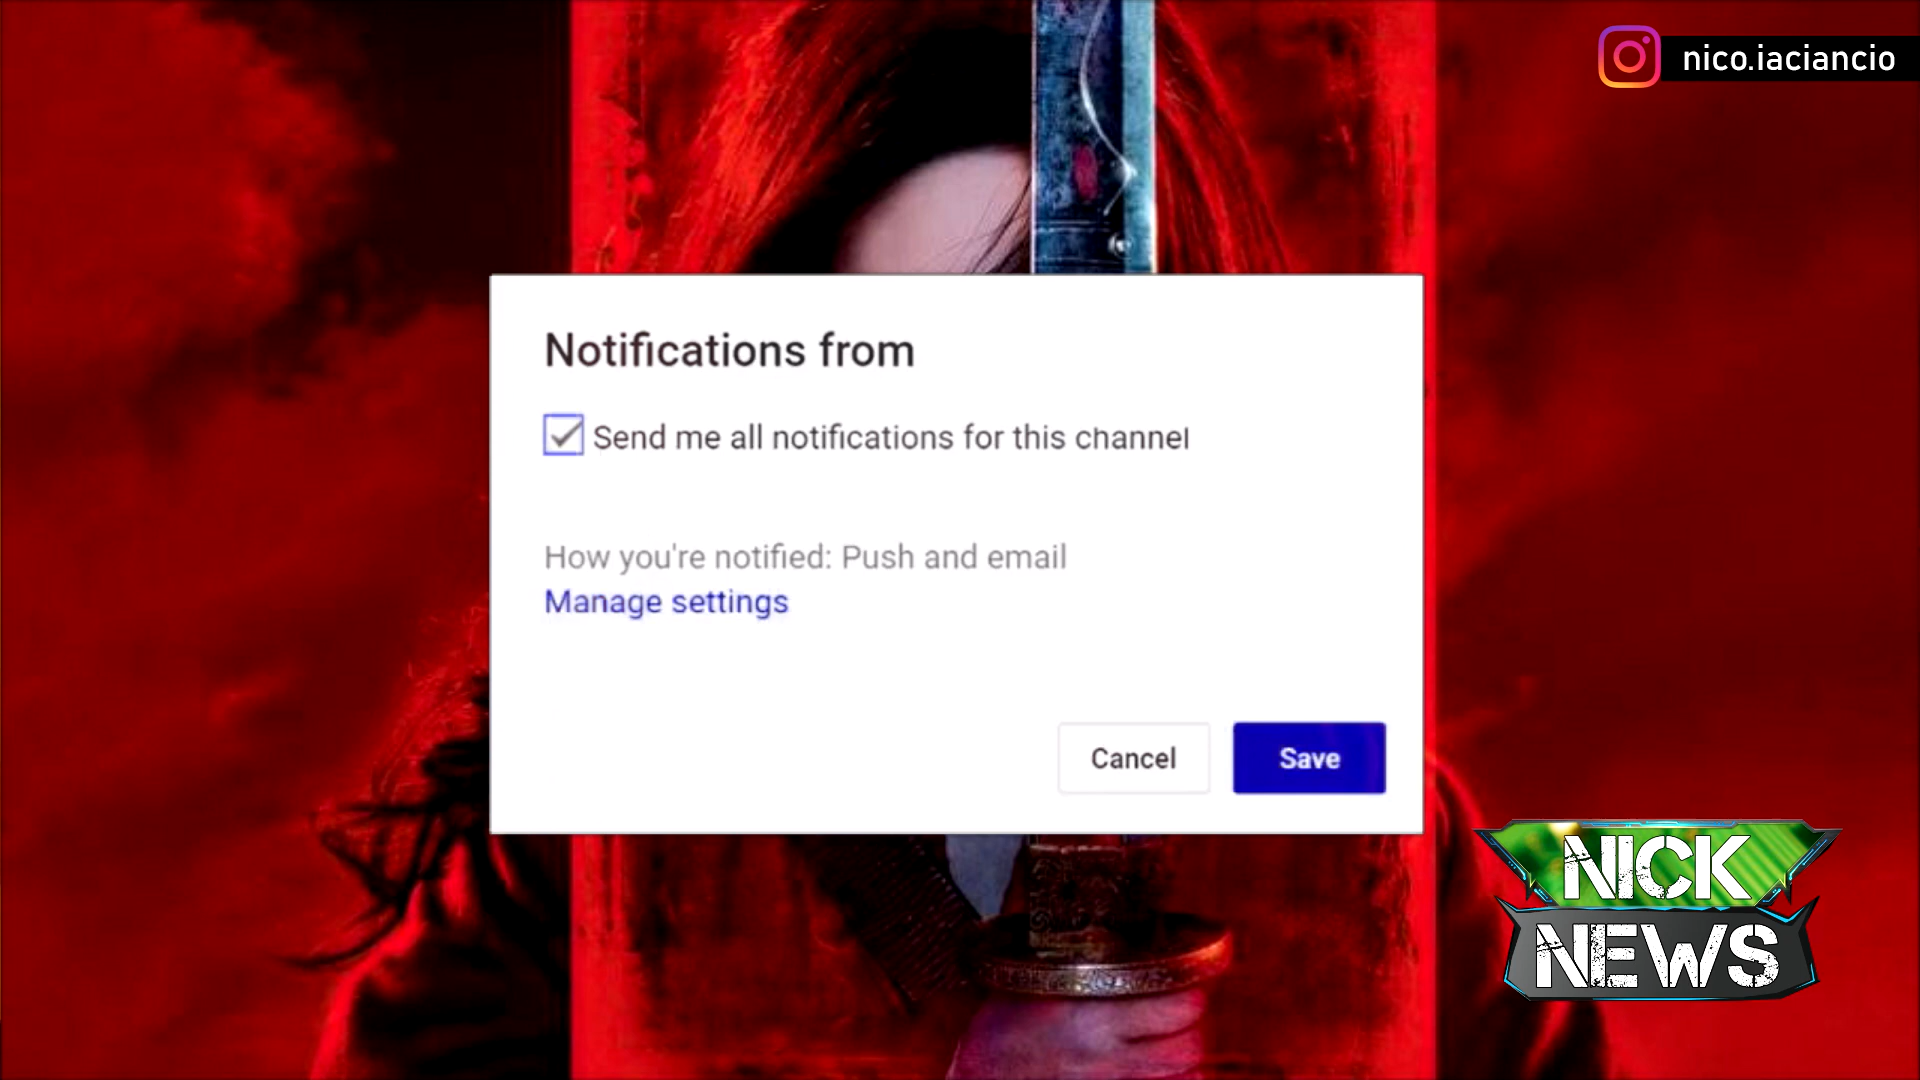 nico.iaciancio
Notifications from
Send me all notifications for this channel
How you're notified: Push and email
Manage settings
Cancel
Save
NICK
NEWS